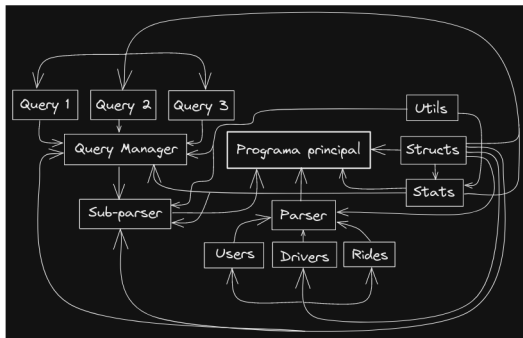 Query 1
Query 2
Query 3
Utils
Query Manager
Programa principal
Structs
Stats
Sub-parser
Parser
Users
Drivers
Rides